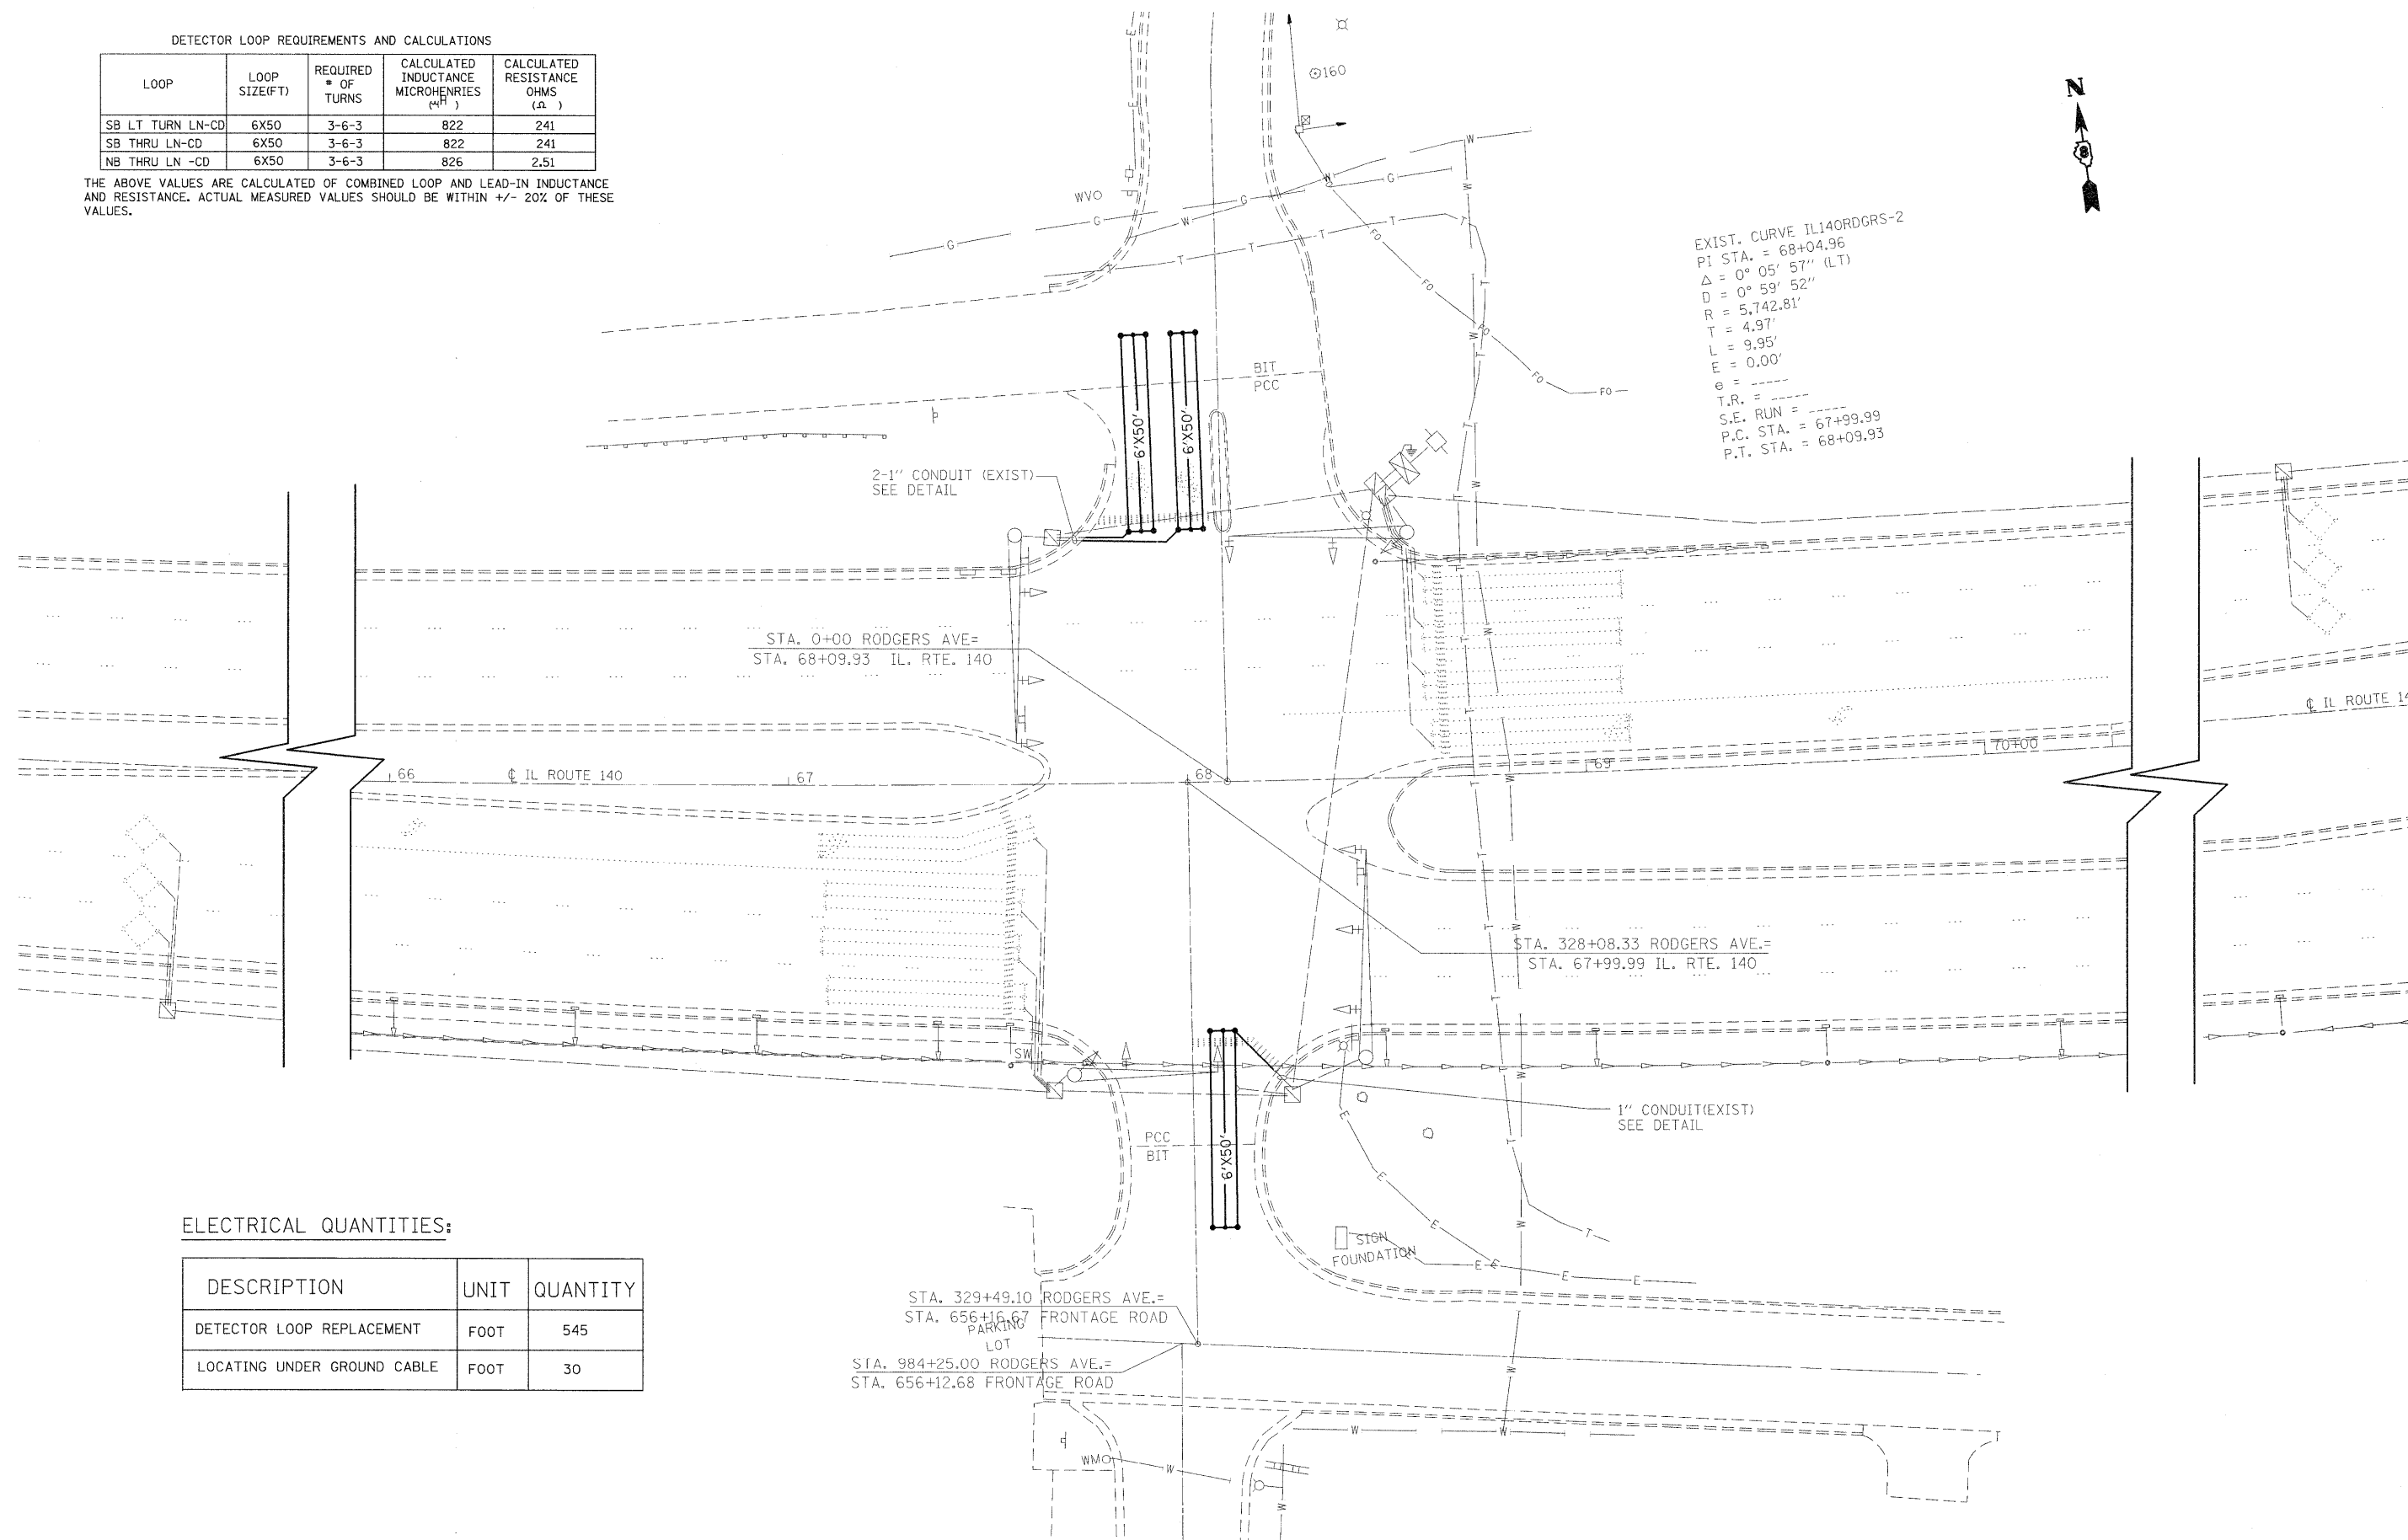 DETECTOR LOOP REQUIREMENTS AND CALCULATIONS
LOOP
LOOP
SIZE(FT)
REQUIRED
# OF
TURNS
CALCULATED
INDUCTANCE
MICROHENRIES
(μH )
CALCULATED
RESISTANCE
OHMS
(Ω )
SB LT TURN LN-CD 6X50 3-6-3 822 241
SB THRU LN-CD 6X50 3-6-3 822 241
NB THRU LN -CD 6X50 3-6-3 826 2.51
THE ABOVE VALUES ARE CALCULATED OF COMBINED LOOP AND LEAD-IN INDUCTANCE
AND RESISTANCE. ACTUAL MEASURED VALUES SHOULD BE WITHIN +/- 20% OF THESE
VALUES.
160
N
8
WVO
EXIST. CURVE IL140RDGRS-2
PI STA. = 68+04.96
Δ = 0° 05' 57" (LT)
D = 0° 59' 52"
R = 5,742.81'
T = 4.97'
L = 9.95'
E = 0.00'
e = -----
T.R. = -----
S.E. RUN = -----
P.C. STA. = 67+99.99
P.T. STA. = 68+09.93
BIT
PCC
6'X50'
6'X50'
2-1" CONDUIT (EXIST)
SEE DETAIL
STA. 0+00 RODGERS AVE=
STA. 68+09.93 IL. RTE. 140
℄ IL ROUTE 14
66
℄ IL ROUTE 140
67
68
69
70+00
STA. 328+08.33 RODGERS AVE.=
STA. 67+99.99 IL. RTE. 140
SW
1" CONDUIT(EXIST)
SEE DETAIL
PCC
BIT
6'X50'
SIGN
FOUNDATION
ELECTRICAL QUANTITIES:
DESCRIPTION UNIT QUANTITY
DETECTOR LOOP REPLACEMENT FOOT 545
LOCATING UNDER GROUND CABLE FOOT 30
STA. 329+49.10 RODGERS AVE.=
STA. 656+16.67 FRONTAGE ROAD
PARKING
LOT
STA. 984+25.00 RODGERS AVE.=
STA. 656+12.68 FRONTAGE ROAD
WMO